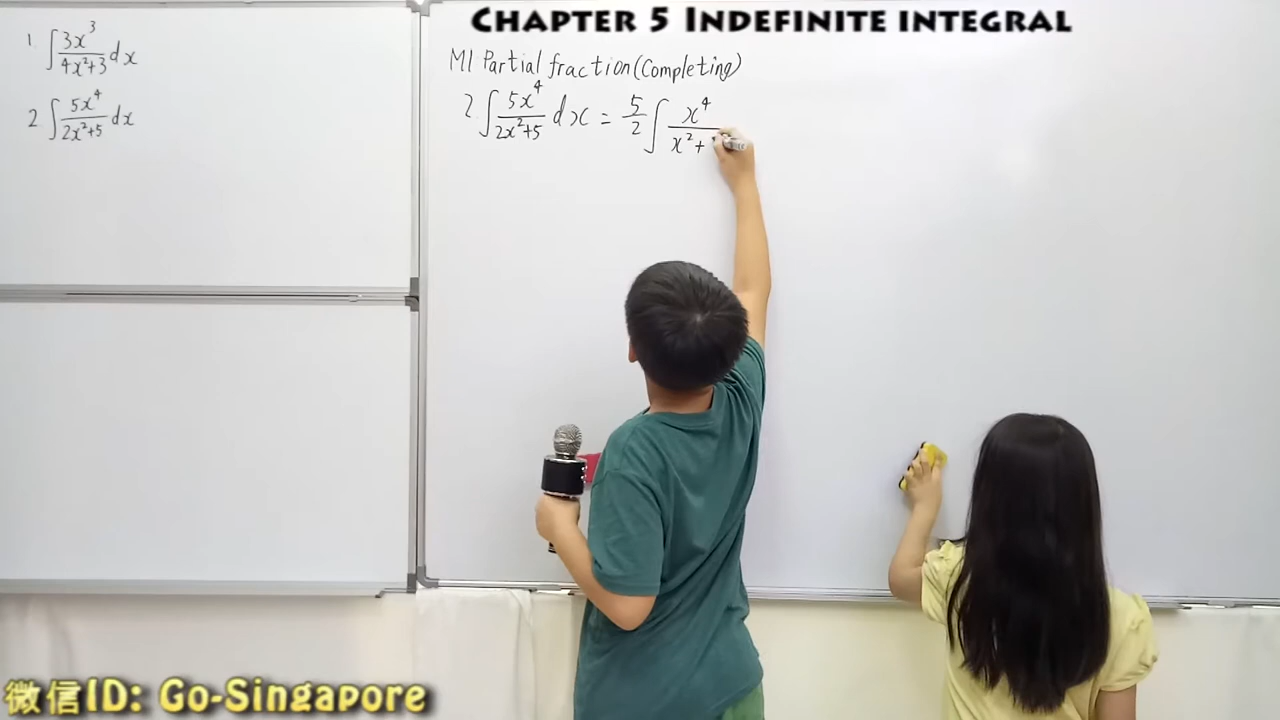 CHAPTER 5 INDEFINITE INTEGRAL
1. ∫ 3x³/(4x²+3) dx
2 ∫ 5x⁴/(2x²+5) dx
M1 Partial fraction (Completing)
2. ∫ 5x⁴/(2x²+5) dx = 5/2 ∫ x⁴/(x²+
微信ID: Go-Singapore